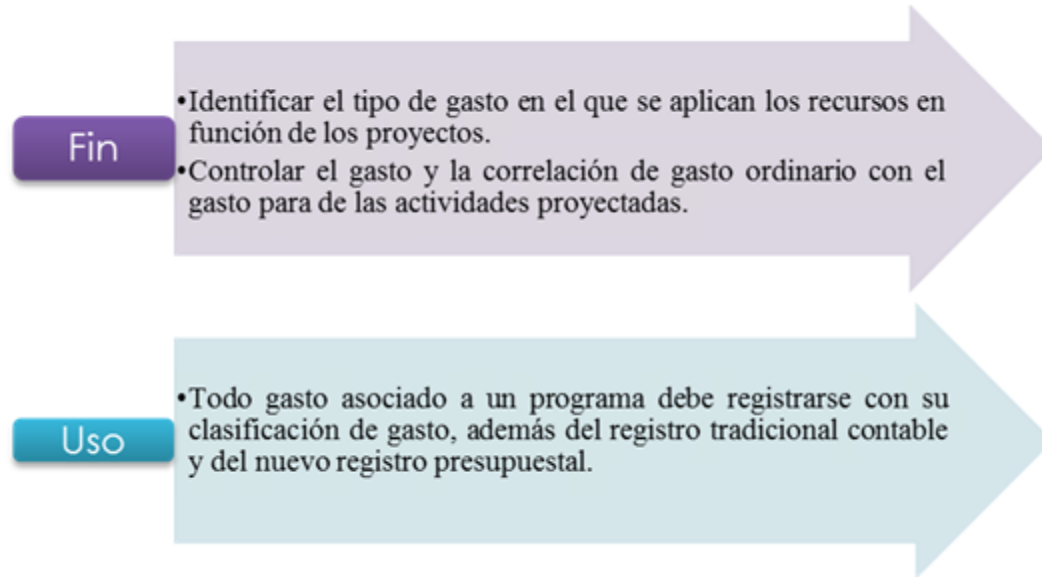 Fin
•Identificar el tipo de gasto en el que se aplican los recursos en
función de los proyectos.
•Controlar el gasto y la correlación de gasto ordinario con el
gasto para de las actividades proyectadas.
Uso
•Todo gasto asociado a un programa debe registrarse con su
clasificación de gasto, además del registro tradicional contable
y del nuevo registro presupuestal.